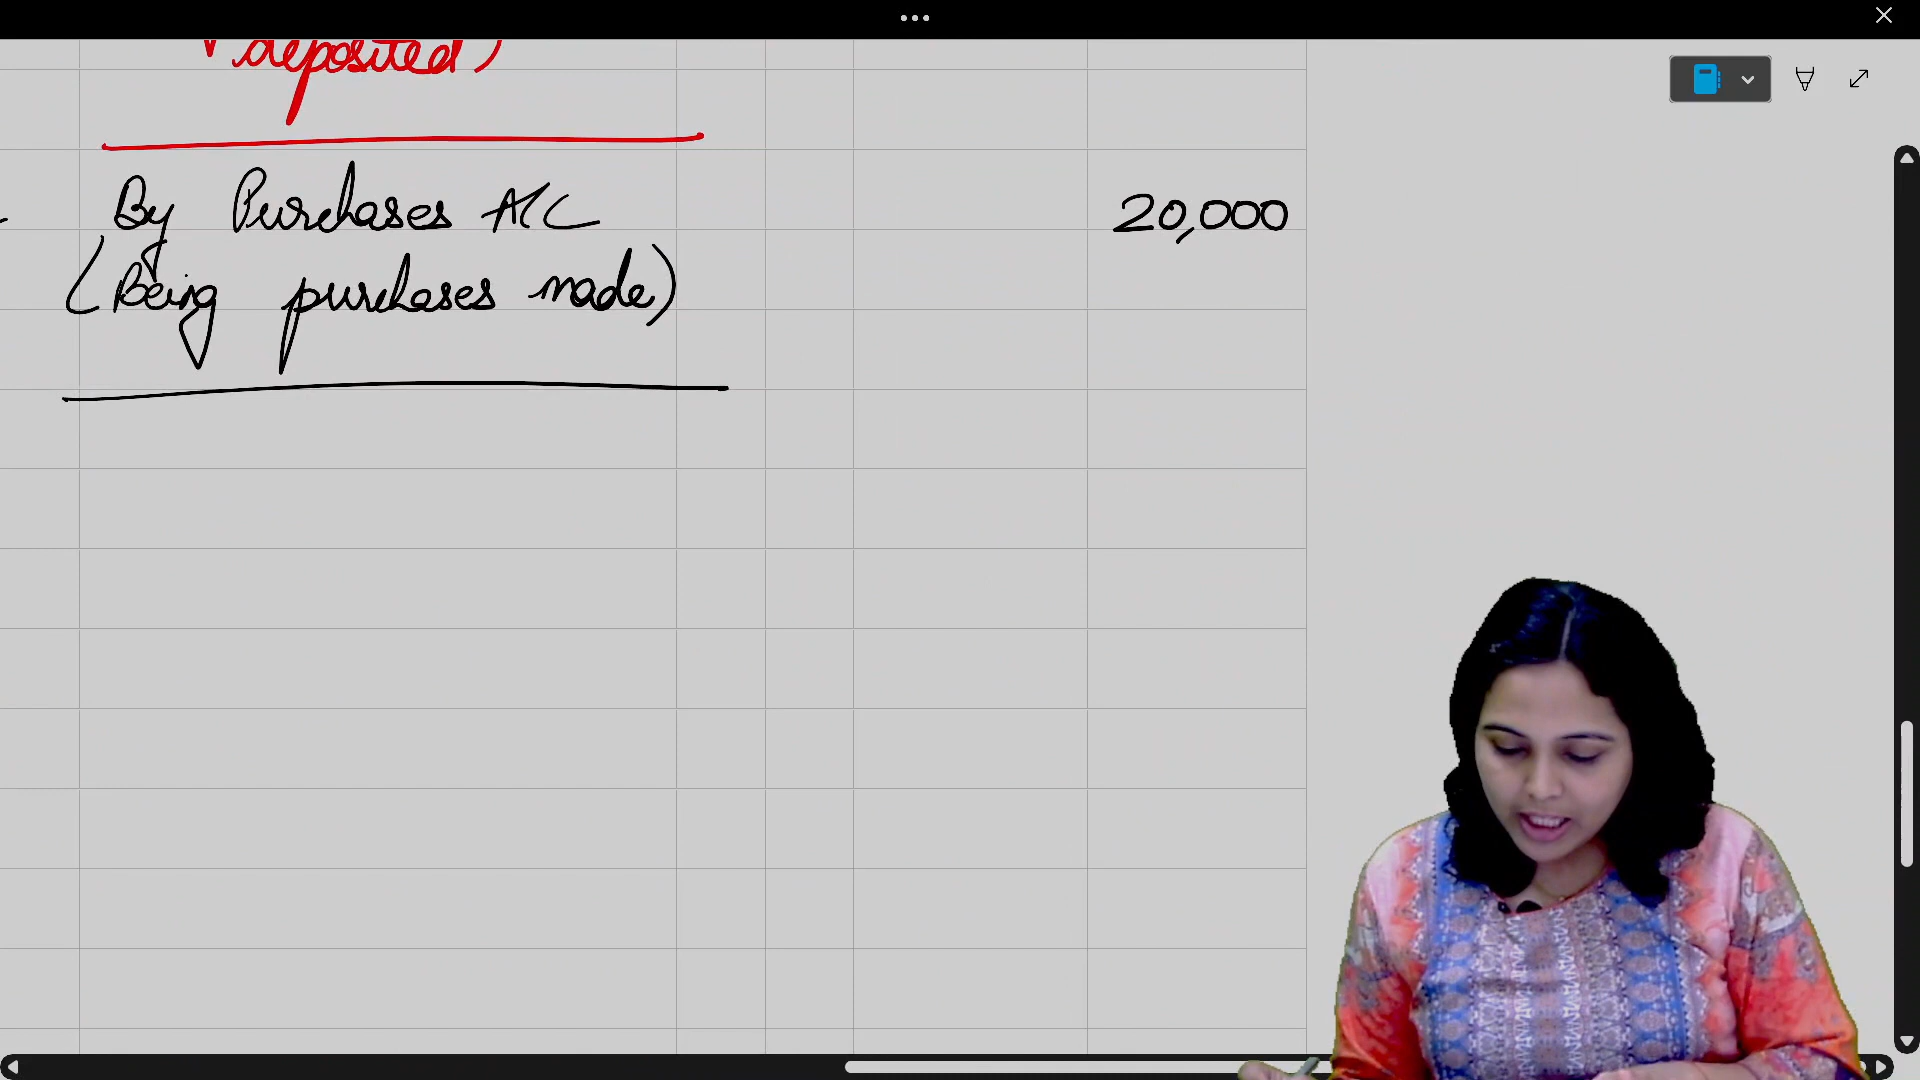 deposited)
By Purchases A/C 20,000
(Being purchases made)